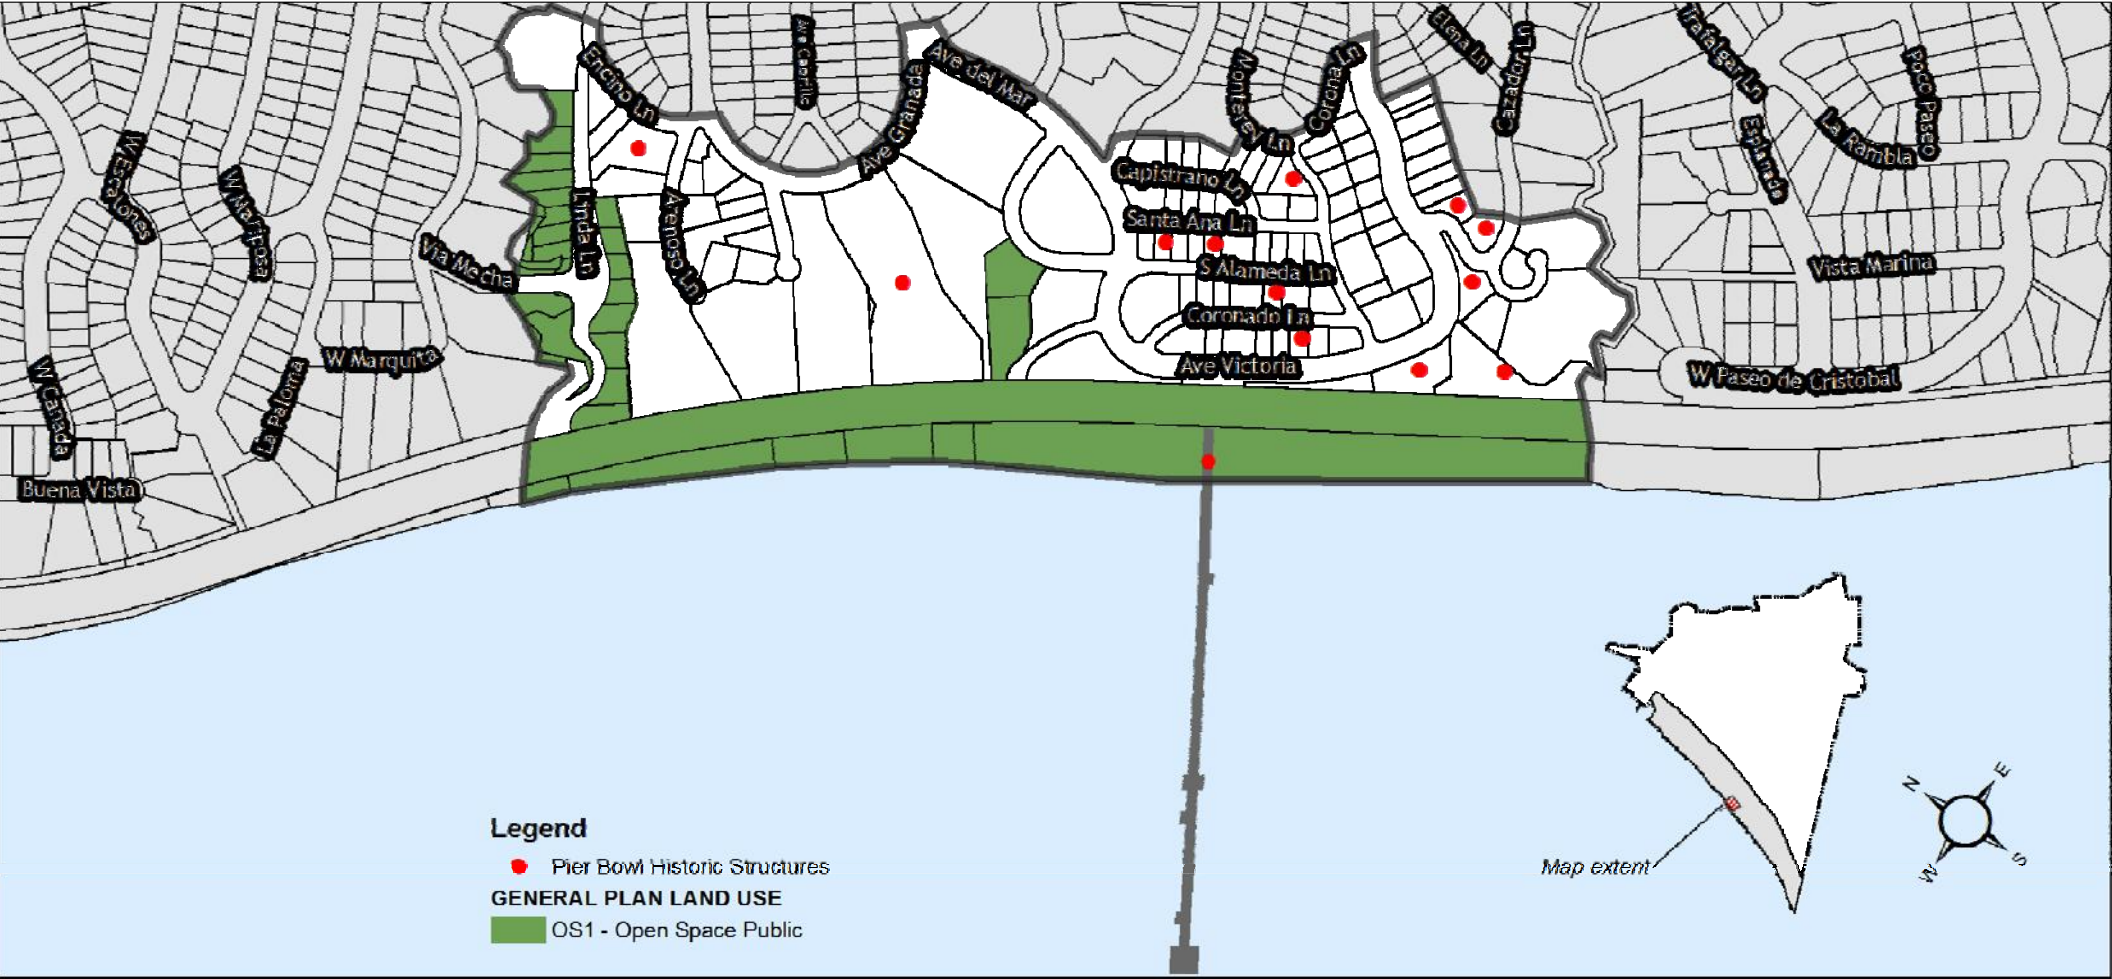 Encino Ln
Ave Cabrillo
Ave Granada
Ave del Mar
Monterey Ln
Corona Ln
Elena Ln
Cazador Ln
Trafalgar Ln
Poco Paseo
La Rambla
Esplanade
W Escalones
W Mariposa
Via Mecha
Linda Ln
Arenoso Ln
Capistrano Ln
Santa Ana Ln
S Alameda Ln
Coronado Ln
Ave Victoria
Vista Marina
W Paseo de Cristobal
W Marquita
La Paloma
W Canada
Buena Vista
N
E
W
S
Map extent
Legend
Pier Bowl Historic Structures
GENERAL PLAN LAND USE
OS1 - Open Space Public